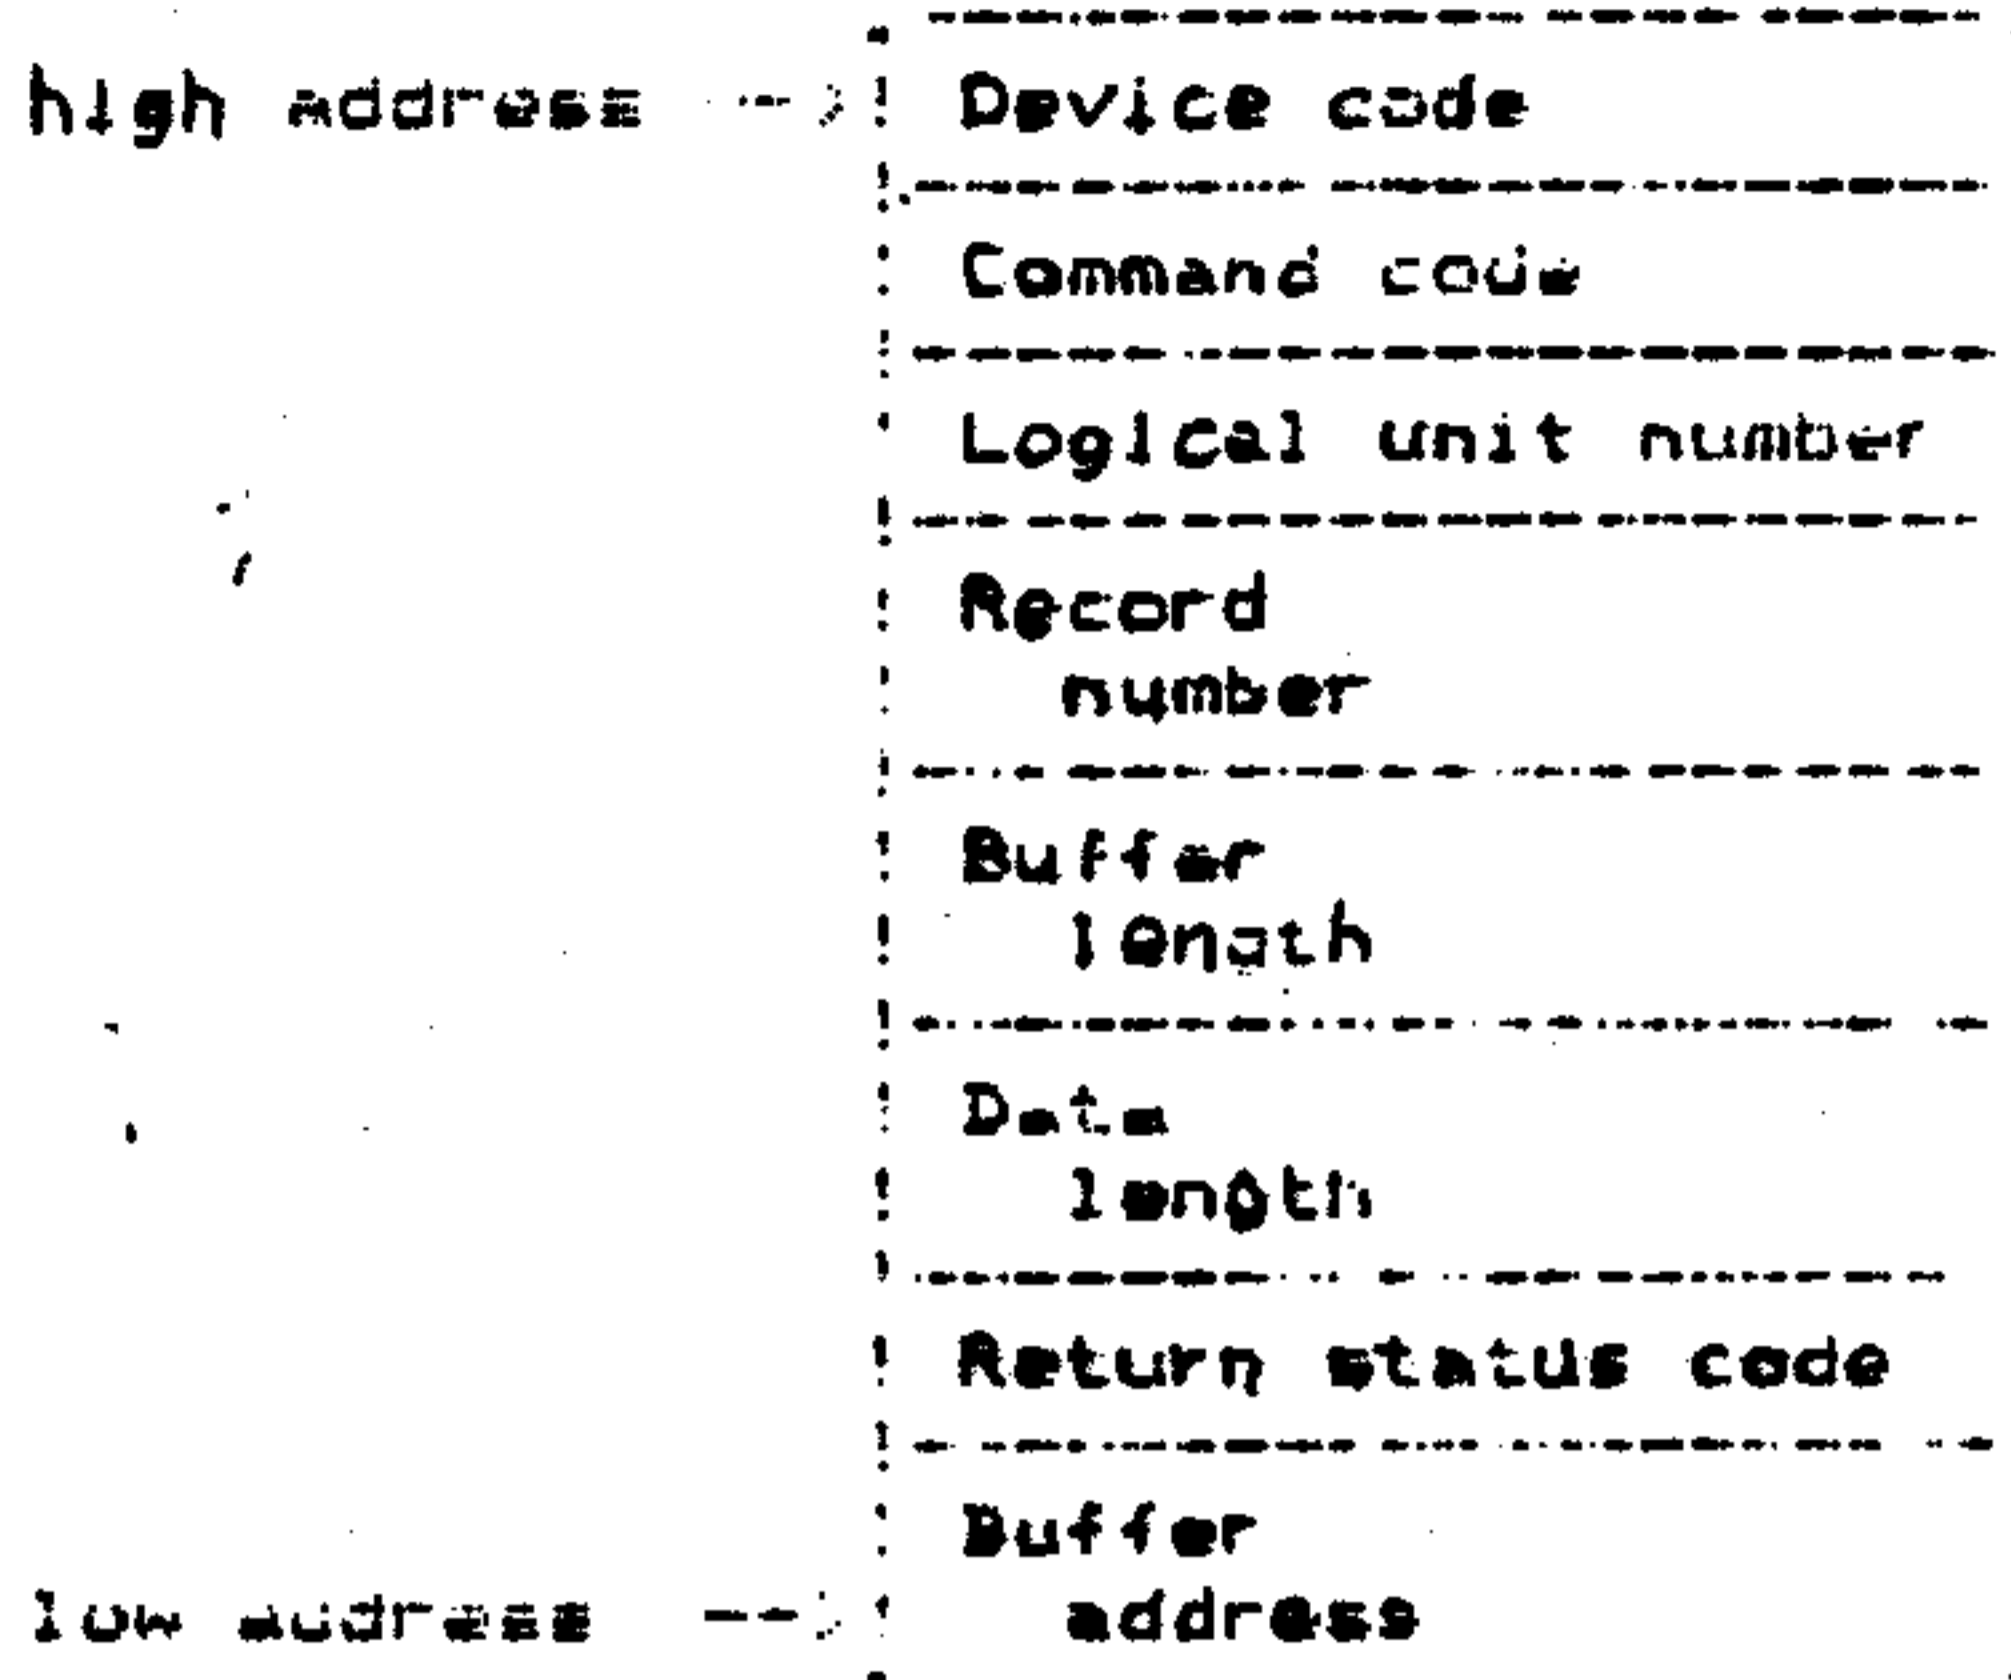 high address --> ! Device code
Command code
Logical unit number
Record
number
Buffer
length
Data
length
Return status code
Buffer
low address --> ! address